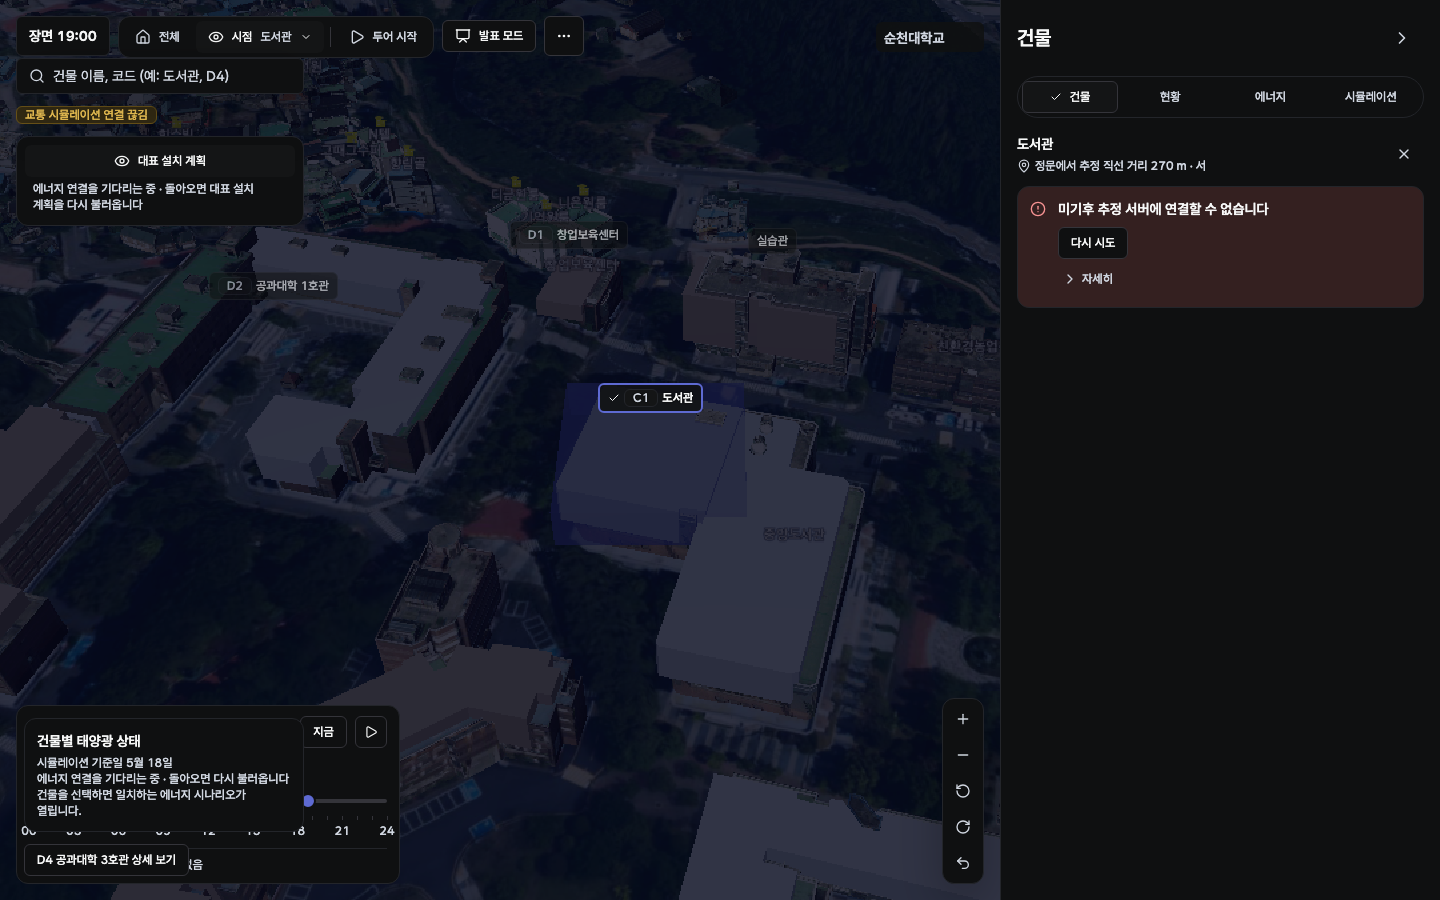 장면 19:00
전체
시점 도서관
투어 시작
발표 모드
순천대학교
건물 이름, 코드 (예: 도서관, D4)
교통 시뮬레이션 연결 끊김
대표 설치 계획
에너지 연결을 기다리는 중 · 돌아오면 대표 설치
계획을 다시 불러옵니다
D1 창업보육센터
실습관
D2 공과대학 1호관
C1 도서관
중앙도서관
건물별 태양광 상태
시뮬레이션 기준일 5월 18일
에너지 연결을 기다리는 중 · 돌아오면 다시 불러옵니다
건물을 선택하면 일치하는 에너지 시나리오가
열립니다.
지금
18 21 24
D4 공과대학 3호관 상세 보기
건물
건물
현황
에너지
시뮬레이션
도서관
정문에서 추정 직선 거리 270 m · 서
미기후 추정 서버에 연결할 수 없습니다
다시 시도
자세히